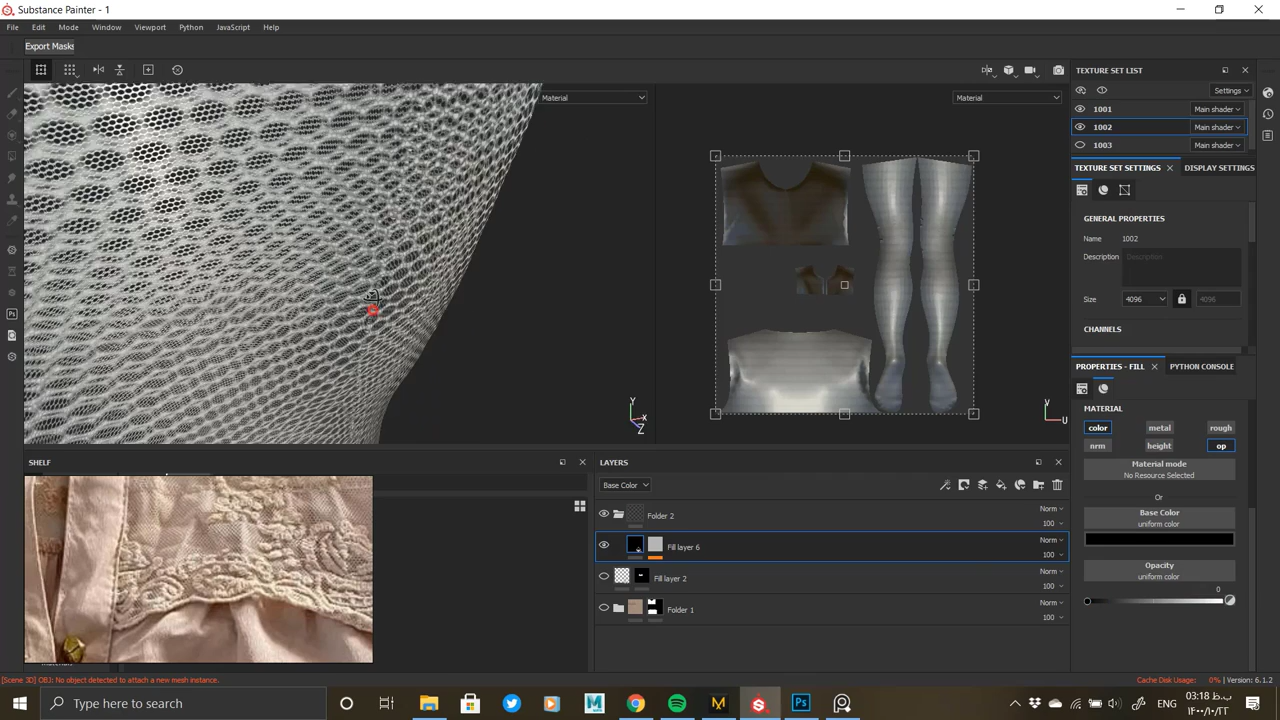 Substance Painter - 1
File Edit Mode Window Viewport Python JavaScript Help
Export Masks
Material
Material
TEXTURE SET LIST
Settings
1001 Main shader
1002 Main shader
1003 Main shader
TEXTURE SET SETTINGS DISPLAY SETTINGS
GENERAL PROPERTIES
Name 1002
Description Description
Size 4096 4096
CHANNELS
PROPERTIES - FILL PYTHON CONSOLE
MATERIAL
color metal rough
nrm height op
Material mode
No Resource Selected
Or
Base Color
uniform color
Opacity
uniform color
0
Y
X
Z
V
U
SHELF
LAYERS
Base Color
Folder 2 Norm 100
Fill layer 6 Norm 100
Fill layer 2 Norm 100
Folder 1 Norm 100
[Scene 3D] OBJ: No object detected to attach a new mesh instance.
Cache Disk Usage: 0% | Version: 6.1.2
Type here to search
Ps
ENG
03:18 ب.ظ